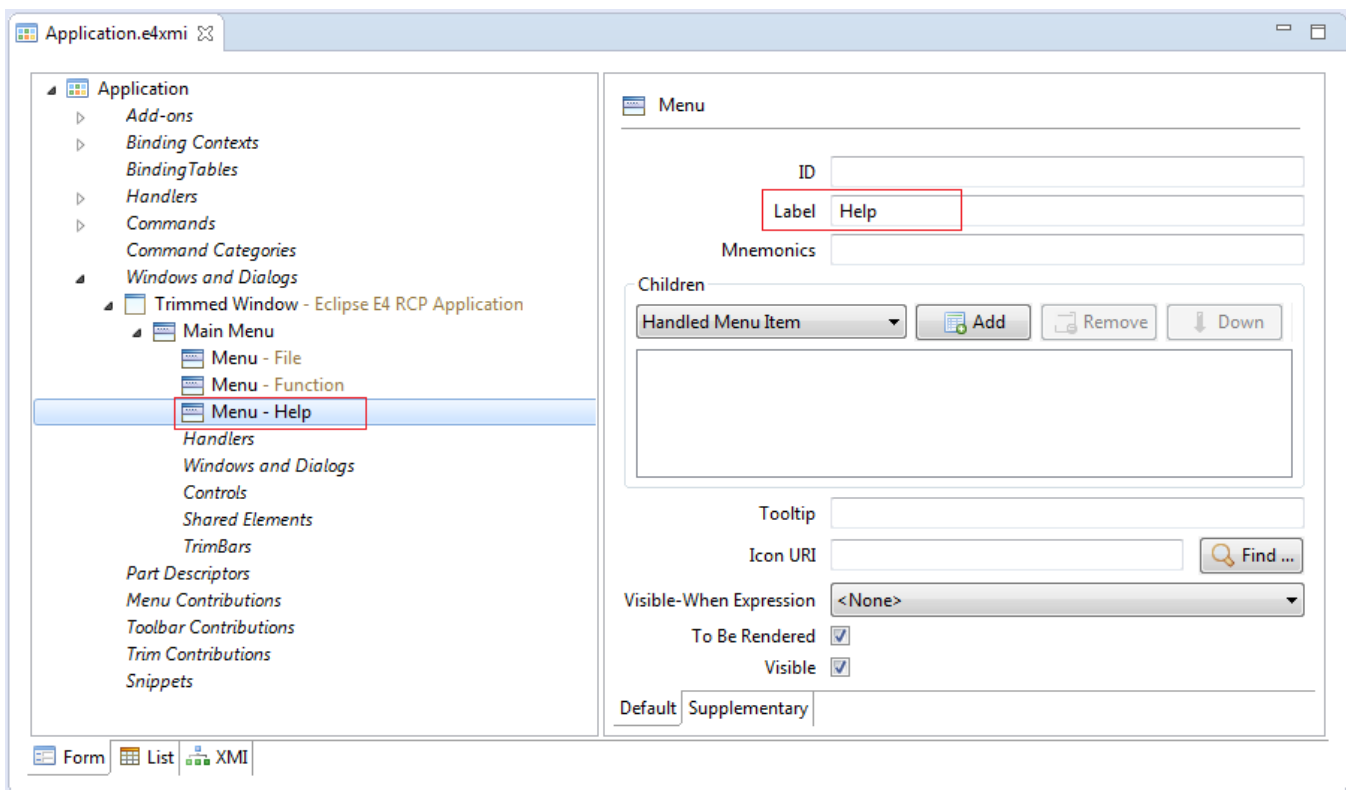 Application.e4xmi
Application
Add-ons
Binding Contexts
BindingTables
Handlers
Commands
Command Categories
Windows and Dialogs
Trimmed Window - Eclipse E4 RCP Application
Main Menu
Menu - File
Menu - Function
Menu - Help
Handlers
Windows and Dialogs
Controls
Shared Elements
TrimBars
Part Descriptors
Menu Contributions
Toolbar Contributions
Trim Contributions
Snippets
Menu
ID
Label Help
Mnemonics
Children
Handled Menu Item Add Remove Down
Tooltip
Icon URI Find ...
Visible-When Expression <None>
To Be Rendered
Visible
Default Supplementary
Form List XMI